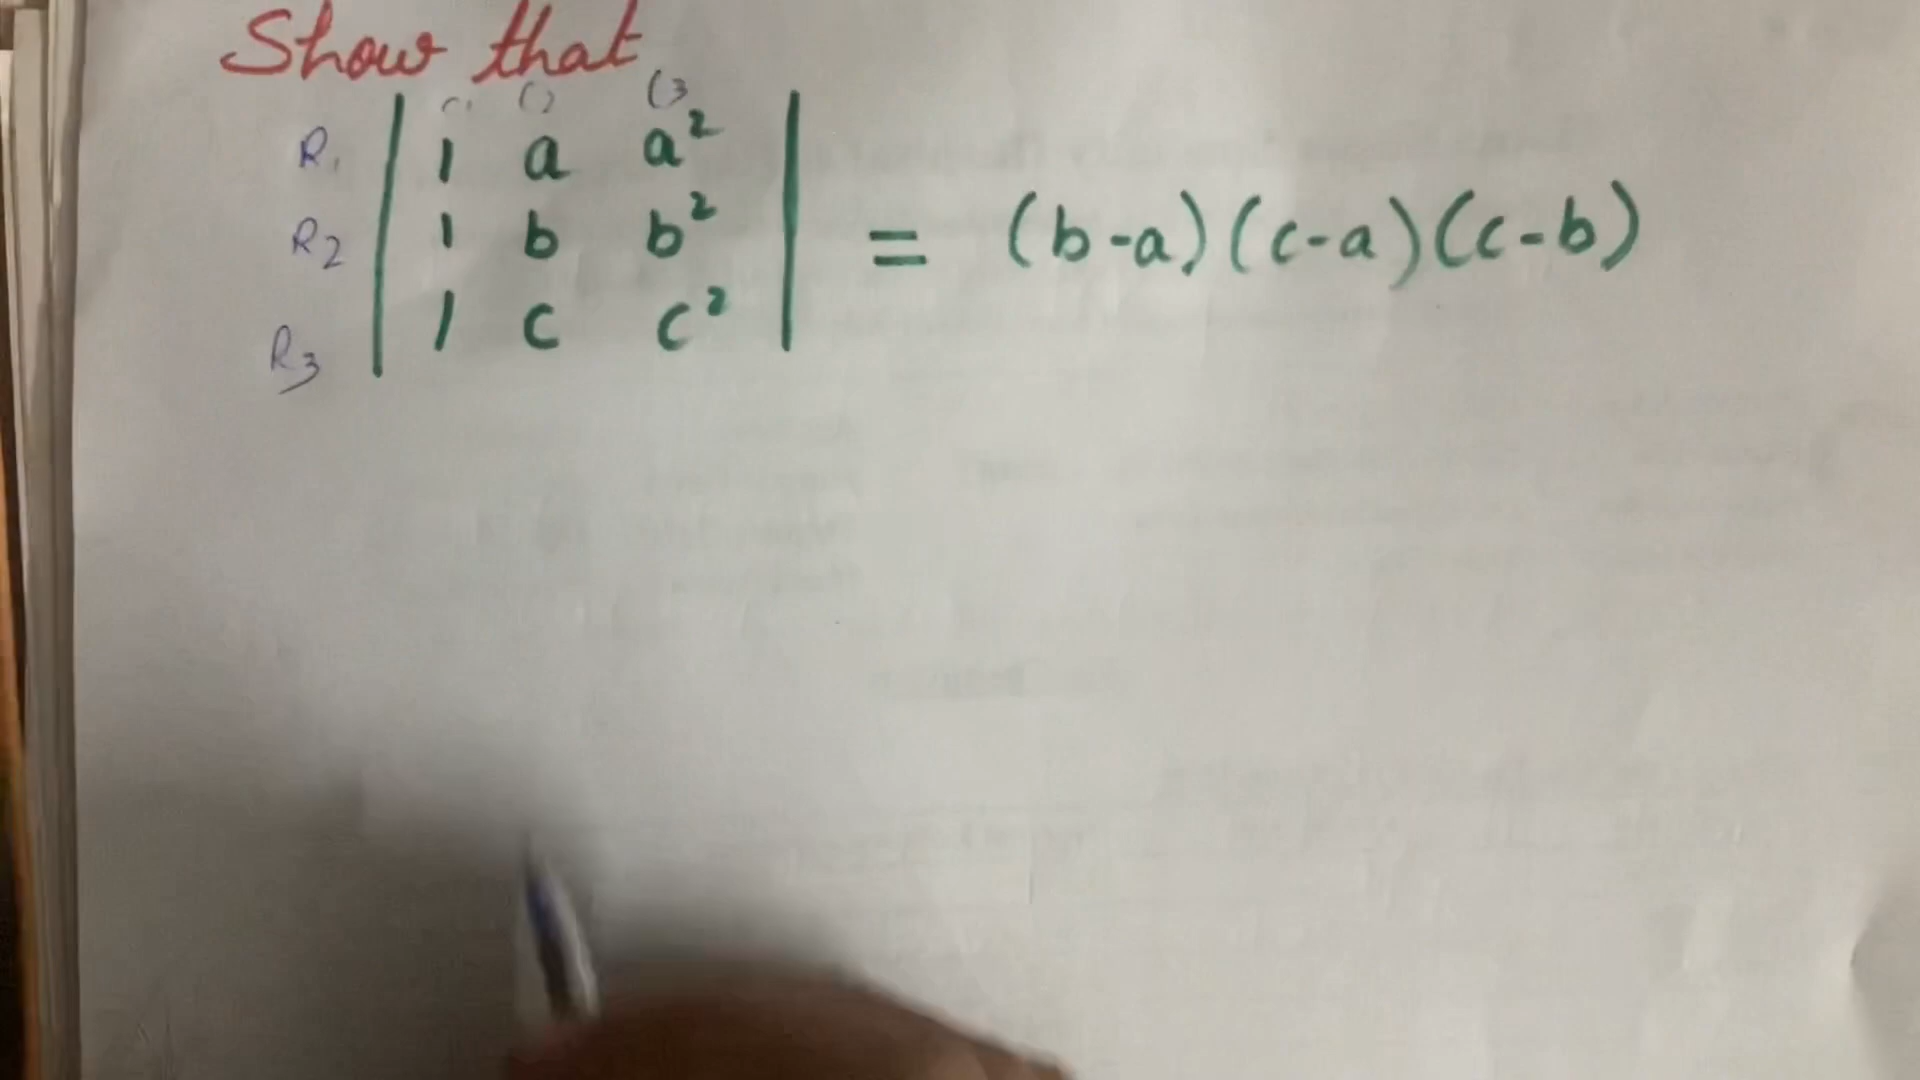 Show that
C1 C2 C3
R1 | 1 a a² |
R2 | 1 b b² | = (b-a)(c-a)(c-b)
R3 | 1 c c² |